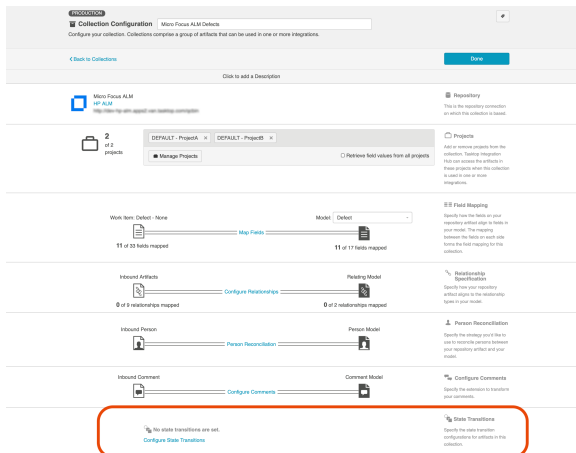 PRODUCTION
Collection Configuration Micro Focus ALM Defects
Configure your collection. Collections comprise a group of artifacts that can be used in one or more integrations.
Back to Collections
Done
Click to add a Description
Micro Focus ALM
HP ALM
Repository
This is the repository connection
on which this collection is based.
2
of 2
projects
DEFAULT - ProjectA ×
DEFAULT - ProjectB ×
Manage Projects
Retrieve field values from all projects
Projects
Add or remove projects from the
collection. Tasktop Integration
Hub can access the artifacts in
these projects when this collection
is used in one or more
integrations.
Work Item: Defect - None
Model: Defect
Map Fields
11 of 33 fields mapped
11 of 17 fields mapped
Field Mapping
Specify how the fields on your
repository artifact align to fields in
your model. The mapping
between the fields on each side
forms the field mapping for this
collection.
Inbound Artifacts
Relating Model
Configure Relationships
0 of 9 relationships mapped
0 of 2 relationships mapped
Relationship
Specification
Specify how your repository
artifact aligns to the relationship
types in your model.
Inbound Person
Person Model
Person Reconciliation
Person Reconciliation
Specify the strategy you'd like to
use to reconcile persons between
your repository artifact and your
model.
Inbound Comment
Comment Model
Configure Comments
Configure Comments
Specify the extension to transform
your comments.
No state transitions are set.
Configure State Transitions
State Transitions
Specify the state transition
configurations for artifacts in this
collection.